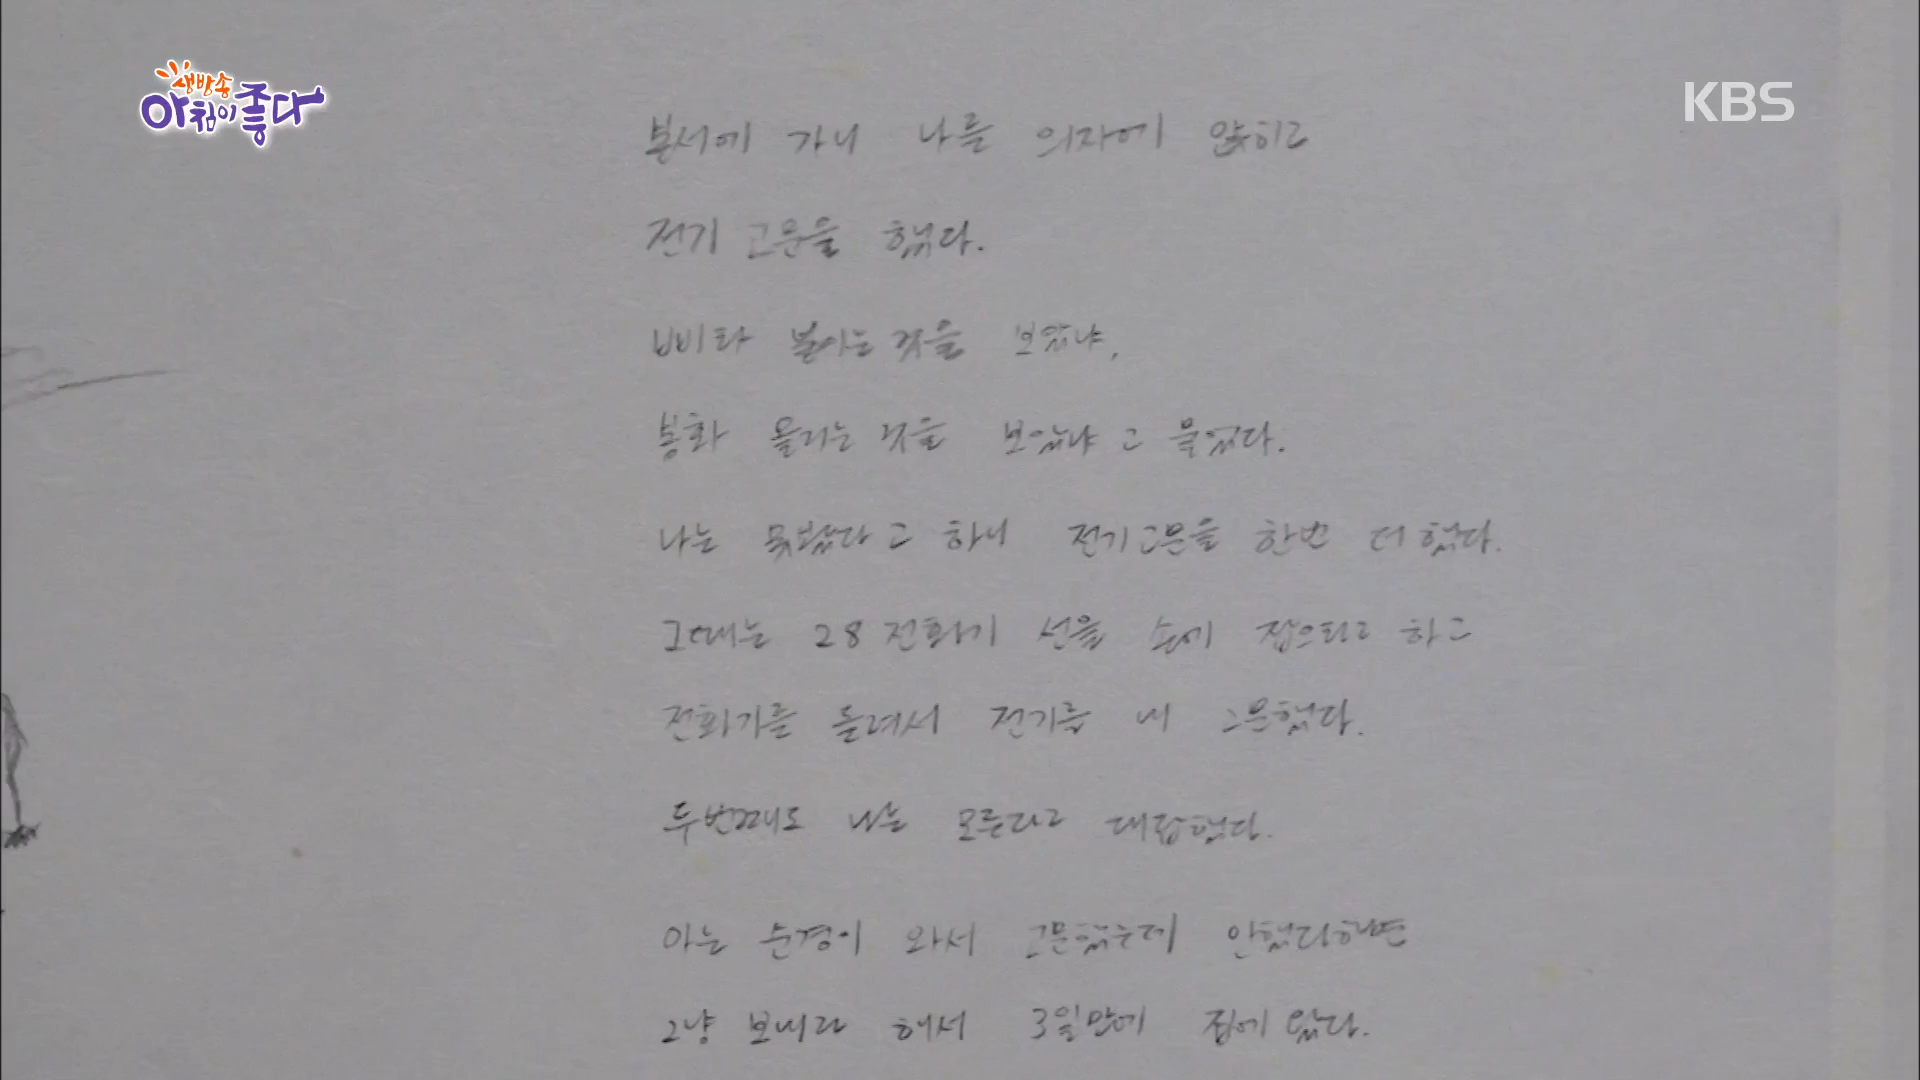 생방송
아침이 좋다
KBS
본서에 가니 나를 의자에 앉히고
전기 고문을 했다.
삐라 붙이는 것을 보았냐,
봉화 올리는 것을 보았냐고 물었다.
나는 못봤다고 하니 전기고문을 한번 더 했다.
그때는 28 전화기 선을 손에 잡으라고 하고
전화기를 돌려서 전기를 내 고문했다.
두번째도 나는 모른다고 대답했다.
아는 순경이 와서 고문했는데 안했다하면
그냥 보내라 해서 3일만에 집에 왔다.